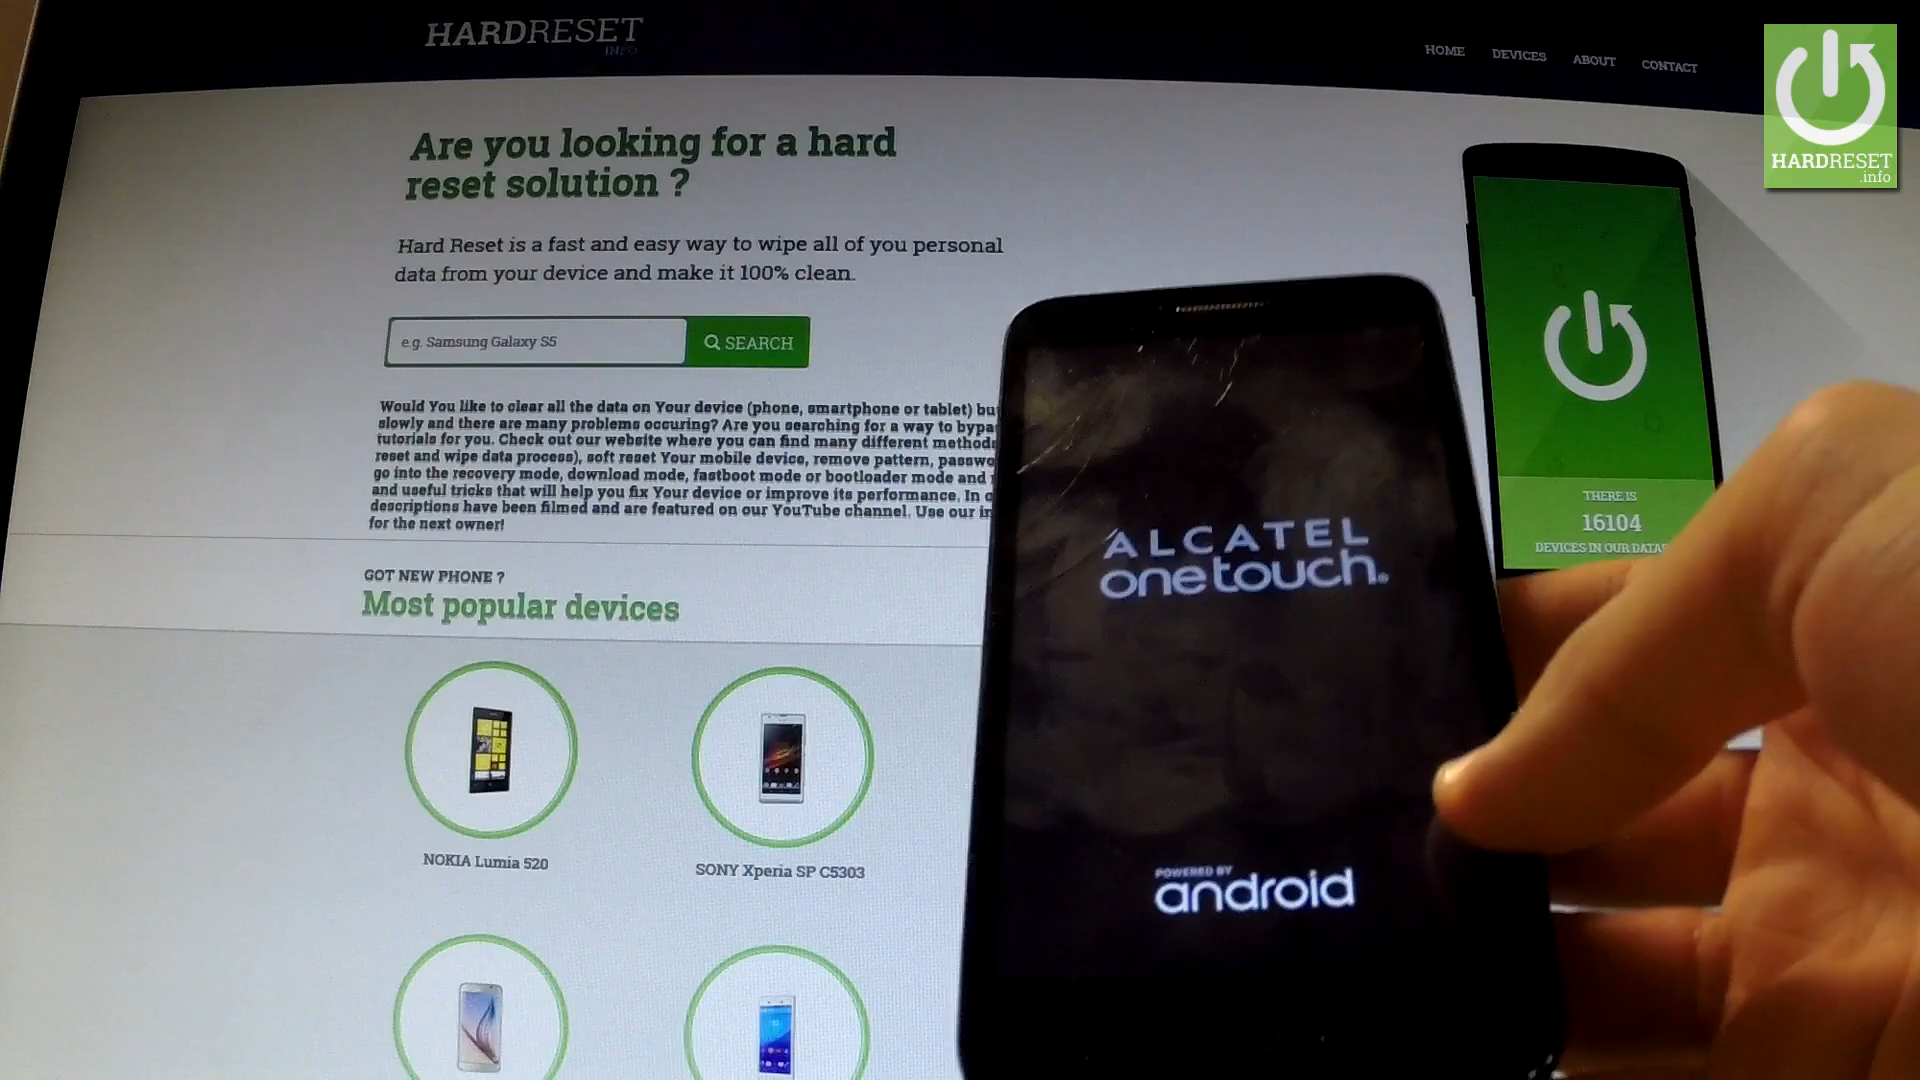 HARDRESET
INFO
HOME DEVICES ABOUT CONTACT
HARDRESET
.info
Are you looking for a hard
reset solution ?
Hard Reset is a fast and easy way to wipe all of you personal
data from your device and make it 100% clean.
e.g. Samsung Galaxy S5
SEARCH
Would You like to clear all the data on Your device (phone, smartphone or tablet) bu
slowly and there are many problems occuring? Are you searching for a way to bypa
tutorials for you. Check out our website where you can find many different methods
reset and wipe data process), soft reset Your mobile device, remove pattern, passwo
go into the recovery mode, download mode, fastboot mode or bootloader mode and
and useful tricks that will help you fix Your device or improve its performance. In o
descriptions have been filmed and are featured on our YouTube channel. Use our in
for the next owner!
THERE IS
16104
DEVICES IN OUR DATA
GOT NEW PHONE ?
Most popular devices
NOKIA Lumia 520
SONY Xperia SP C5303
ALCATEL
onetouch.
POWERED BY
android